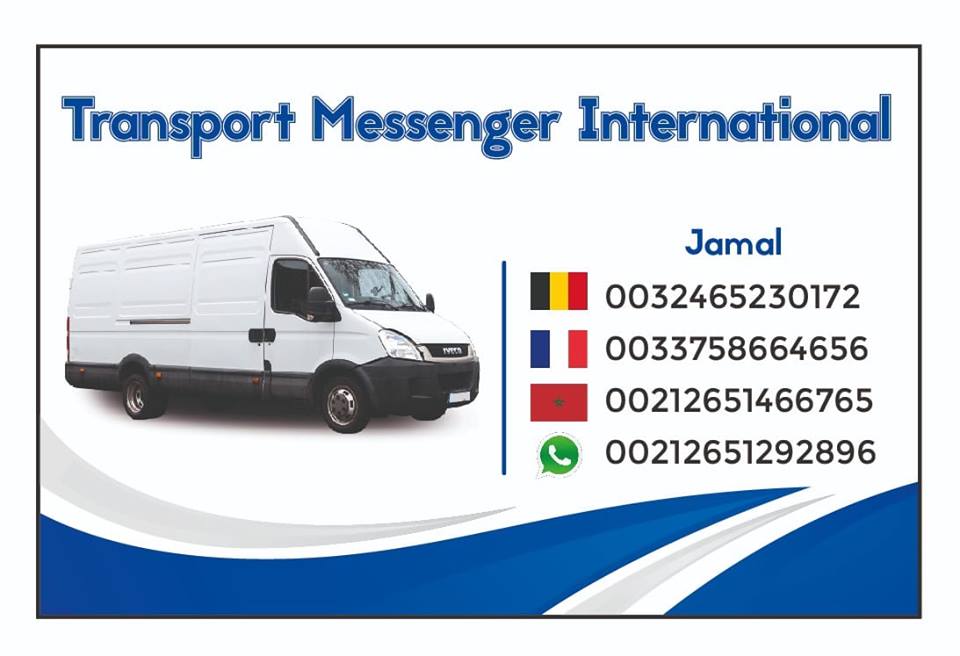 Transport Messenger International
Jamal
0032465230172
0033758664656
00212651466765
00212651292896
IVECO